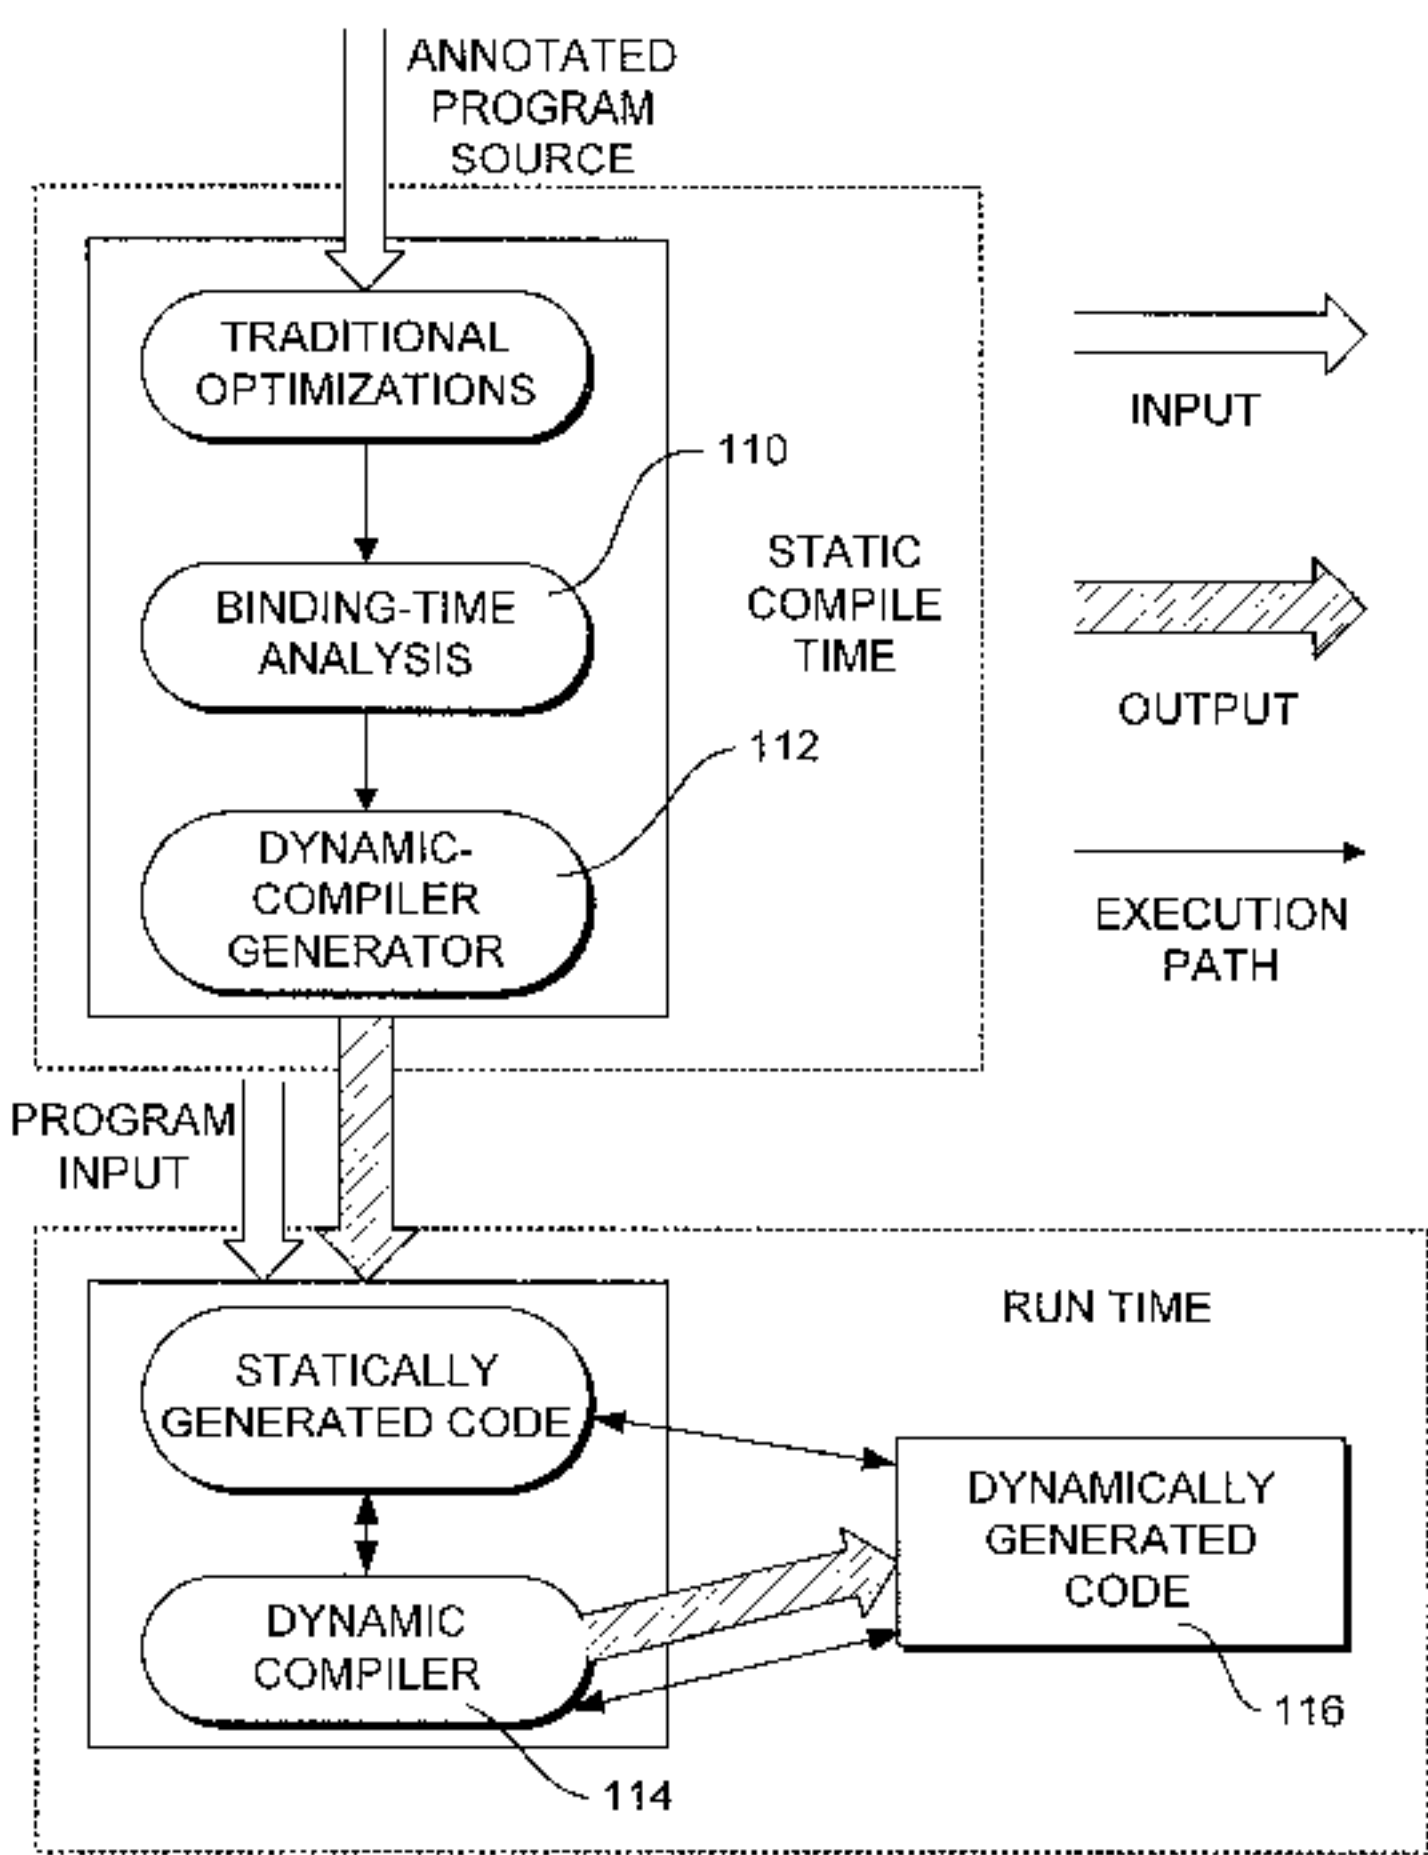 ANNOTATED
PROGRAM
SOURCE
TRADITIONAL
OPTIMIZATIONS
110
BINDING-TIME
ANALYSIS
STATIC
COMPILE
TIME
112
DYNAMIC-
COMPILER
GENERATOR
INPUT
OUTPUT
EXECUTION
PATH
PROGRAM
INPUT
RUN TIME
STATICALLY
GENERATED CODE
DYNAMICALLY
GENERATED
CODE
116
DYNAMIC
COMPILER
114